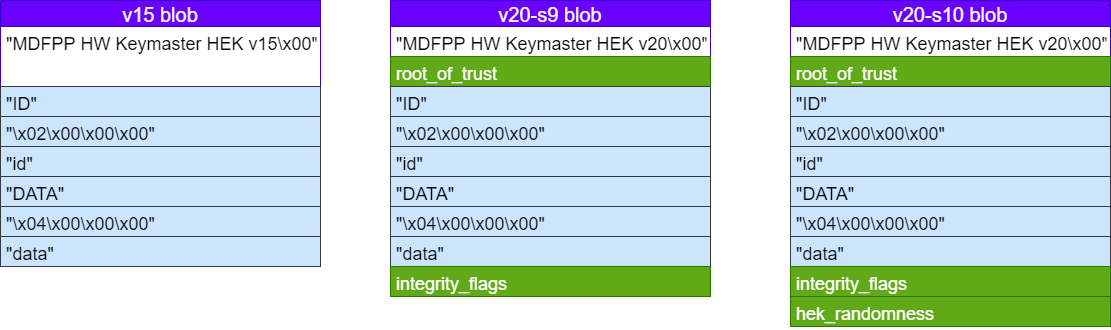 v15 blob
"MDFPP HW Keymaster HEK v15\x00"
"ID"
"\x02\x00\x00\x00"
"id"
"DATA"
"\x04\x00\x00\x00"
"data"
v20-s9 blob
"MDFPP HW Keymaster HEK v20\x00"
root_of_trust
"ID"
"\x02\x00\x00\x00"
"id"
"DATA"
"\x04\x00\x00\x00"
"data"
integrity_flags
v20-s10 blob
"MDFPP HW Keymaster HEK v20\x00"
root_of_trust
"ID"
"\x02\x00\x00\x00"
"id"
"DATA"
"\x04\x00\x00\x00"
"data"
integrity_flags
hek_randomness